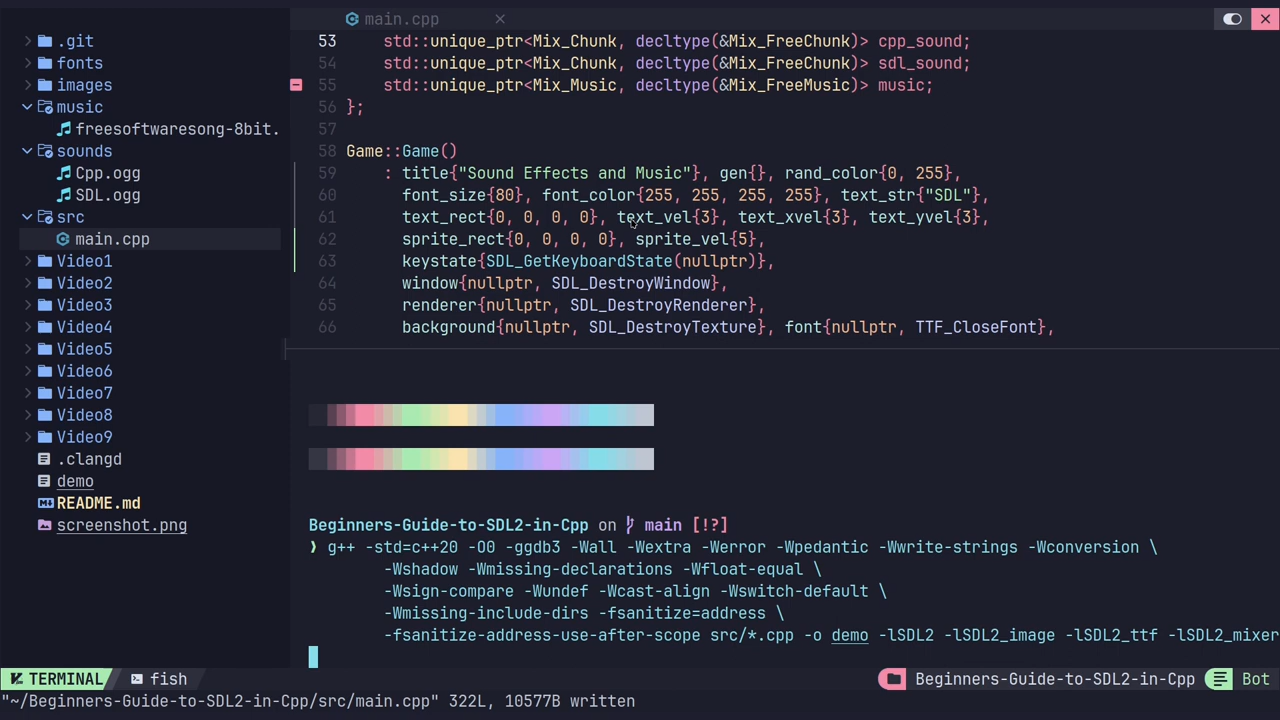 main.cpp
.git
fonts
images
music
freesoftwaresong-8bit.
sounds
Cpp.ogg
SDL.ogg
src
main.cpp
Video1
Video2
Video3
Video4
Video5
Video6
Video7
Video8
Video9
.clangd
demo
README.md
screenshot.png
53 std::unique_ptr<Mix_Chunk, decltype(&Mix_FreeChunk)> cpp_sound;
54 std::unique_ptr<Mix_Chunk, decltype(&Mix_FreeChunk)> sdl_sound;
55 std::unique_ptr<Mix_Music, decltype(&Mix_FreeMusic)> music;
56 };
57
58 Game::Game()
59 : title{"Sound Effects and Music"}, gen{}, rand_color{0, 255},
60 font_size{80}, font_color{255, 255, 255, 255}, text_str{"SDL"},
61 text_rect{0, 0, 0, 0}, text_vel{3}, text_xvel{3}, text_yvel{3},
62 sprite_rect{0, 0, 0, 0}, sprite_vel{5},
63 keystate{SDL_GetKeyboardState(nullptr)},
64 window{nullptr, SDL_DestroyWindow},
65 renderer{nullptr, SDL_DestroyRenderer},
66 background{nullptr, SDL_DestroyTexture}, font{nullptr, TTF_CloseFont},
Beginners-Guide-to-SDL2-in-Cpp on main [!?]
❯ g++ -std=c++20 -O0 -ggdb3 -Wall -Wextra -Werror -Wpedantic -Wwrite-strings -Wconversion \
-Wshadow -Wmissing-declarations -Wfloat-equal \
-Wsign-compare -Wundef -Wcast-align -Wswitch-default \
-Wmissing-include-dirs -fsanitize=address \
-fsanitize-address-use-after-scope src/*.cpp -o demo -lSDL2 -lSDL2_image -lSDL2_ttf -lSDL2_mixer
TERMINAL fish Beginners-Guide-to-SDL2-in-Cpp Bot
"~/Beginners-Guide-to-SDL2-in-Cpp/src/main.cpp" 322L, 10577B written